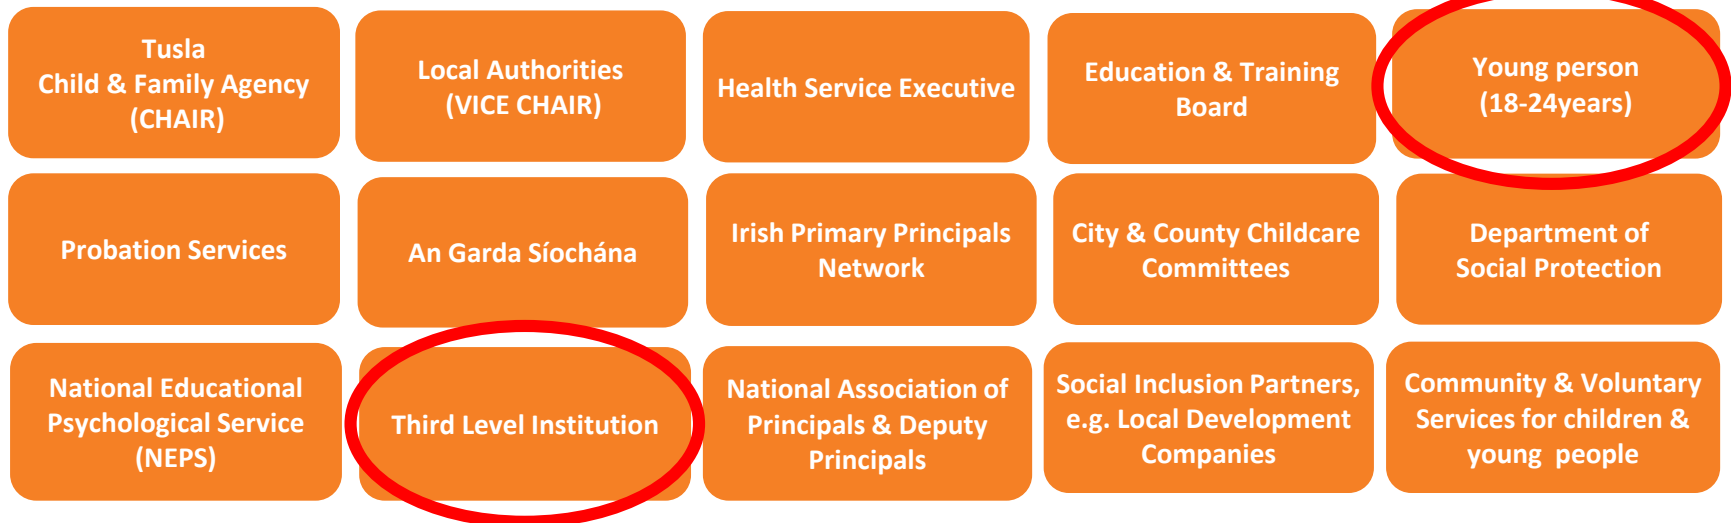 Tusla
Child & Family Agency
(CHAIR)
Local Authorities
(VICE CHAIR)
Health Service Executive
Education & Training
Board
Young person
(18-24years)
Probation Services
An Garda Síochána
Irish Primary Principals
Network
City & County Childcare
Committees
Department of
Social Protection
National Educational
Psychological Service
(NEPS)
Third Level Institution
National Association of
Principals & Deputy
Principals
Social Inclusion Partners,
e.g. Local Development
Companies
Community & Voluntary
Services for children &
young people